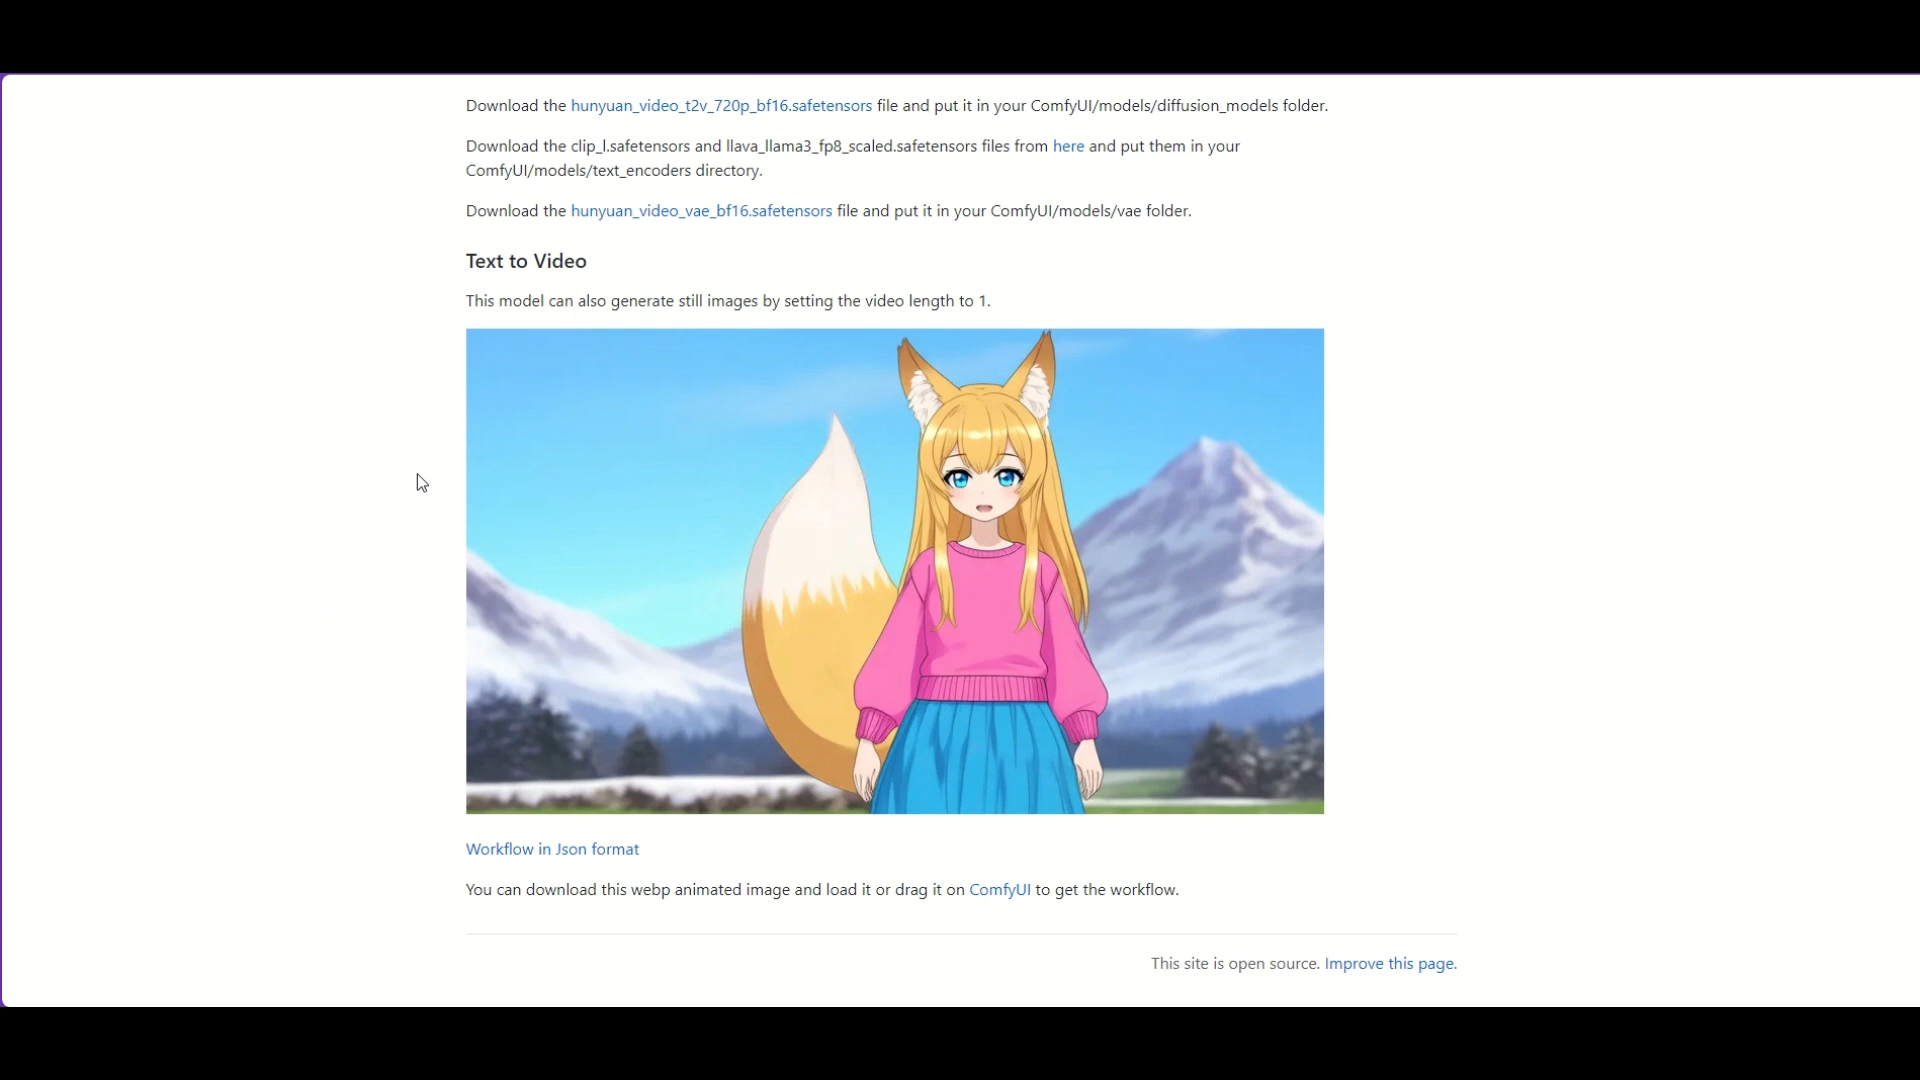 Download the hunyuan_video_t2v_720p_bf16.safetensors file and put it in your ComfyUI/models/diffusion_models folder.
Download the clip_l.safetensors and llava_llama3_fp8_scaled.safetensors files from here and put them in your
ComfyUI/models/text_encoders directory.
Download the hunyuan_video_vae_bf16.safetensors file and put it in your ComfyUI/models/vae folder.
Text to Video
This model can also generate still images by setting the video length to 1.
Workflow in Json format
You can download this webp animated image and load it or drag it on ComfyUI to get the workflow.
This site is open source. Improve this page.